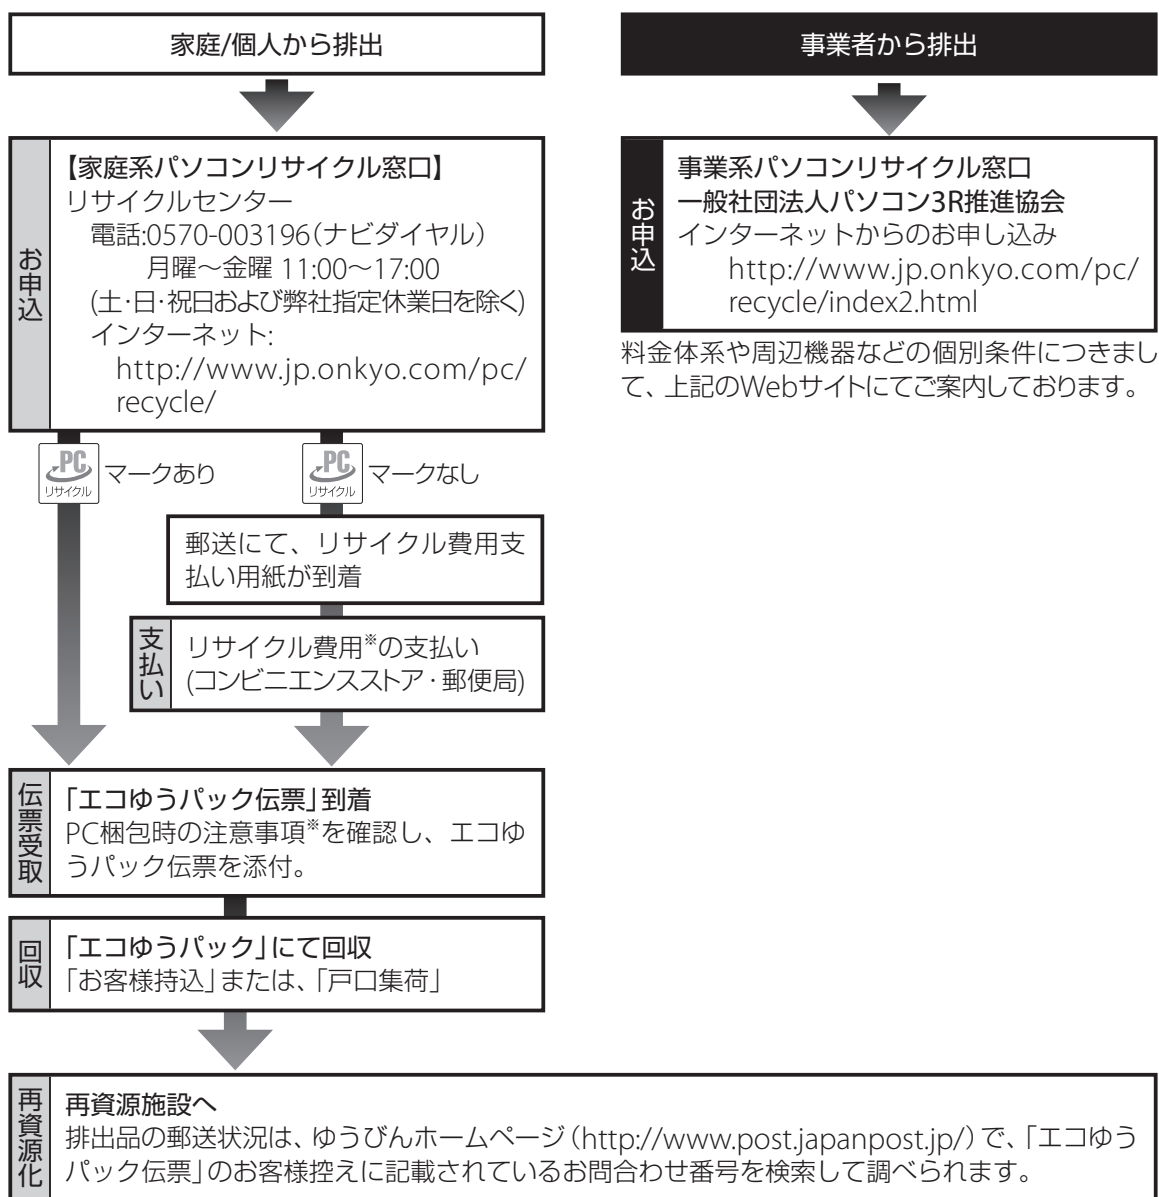 家庭/個人から排出
お申込
【家庭系パソコンリサイクル窓口】
リサイクルセンター
電話:0570-003196(ナビダイヤル)
月曜～金曜 11:00～17:00
(土・日・祝日および弊社指定休業日を除く)
インターネット:
http://www.jp.onkyo.com/pc/
recycle/
PC
リサイクル
マークあり
PC
リサイクル
マークなし
郵送にて、リサイクル費用支
払い用紙が到着
支払い
リサイクル費用※の支払い
(コンビニエンスストア・郵便局)
伝票受取
「エコゆうパック伝票」到着
PC梱包時の注意事項※を確認し、エコゆ
うパック伝票を添付。
回収
「エコゆうパック」にて回収
「お客様持込」または、「戸口集荷」
事業者から排出
お申込
事業系パソコンリサイクル窓口
一般社団法人パソコン3R推進協会
インターネットからのお申し込み
http://www.jp.onkyo.com/pc/
recycle/index2.html
料金体系や周辺機器などの個別条件につきまし
て、上記のWebサイトにてご案内しております。
再資源化
再資源施設へ
排出品の郵送状況は、ゆうびんホームページ(http://www.post.japanpost.jp/)で、「エコゆう
パック伝票」のお客様控えに記載されているお問合わせ番号を検索して調べられます。